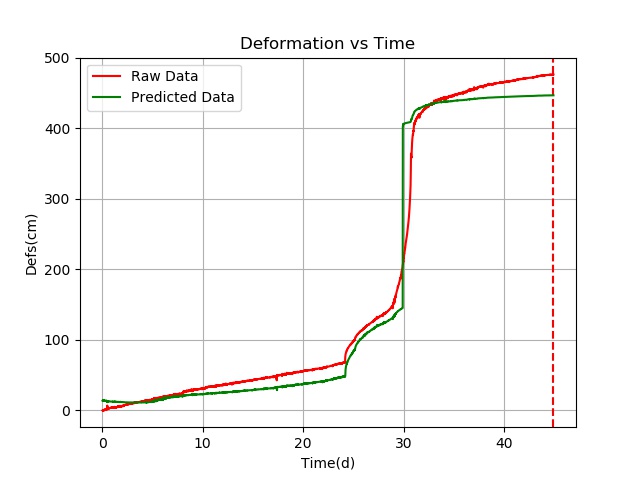 Deformation vs Time
Raw Data
Predicted Data
500
400
300
200
100
0
Defs(cm)
0 10 20 30 40
Time(d)